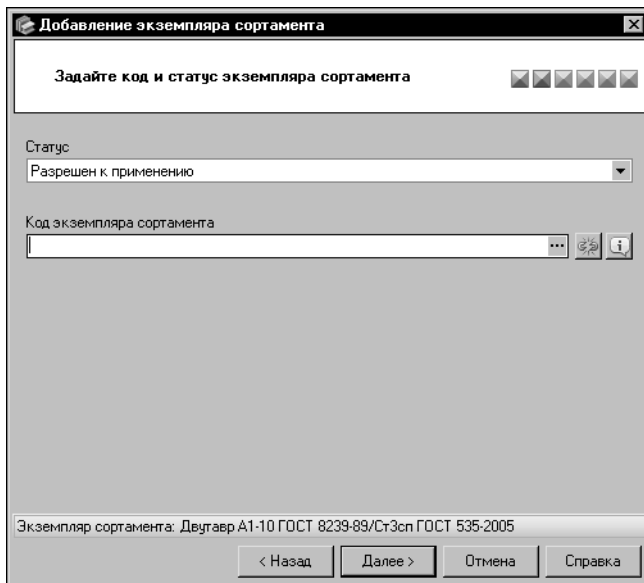 Добавление экземпляра сортамента
Задайте код и статус экземпляра сортамента
Статус
Разрешен к применению
Код экземпляра сортамента
Экземпляр сортамента: Двутавр А1-10 ГОСТ 8239-89/Ст3сп ГОСТ 535-2005
< Назад
Далее >
Отмена
Справка